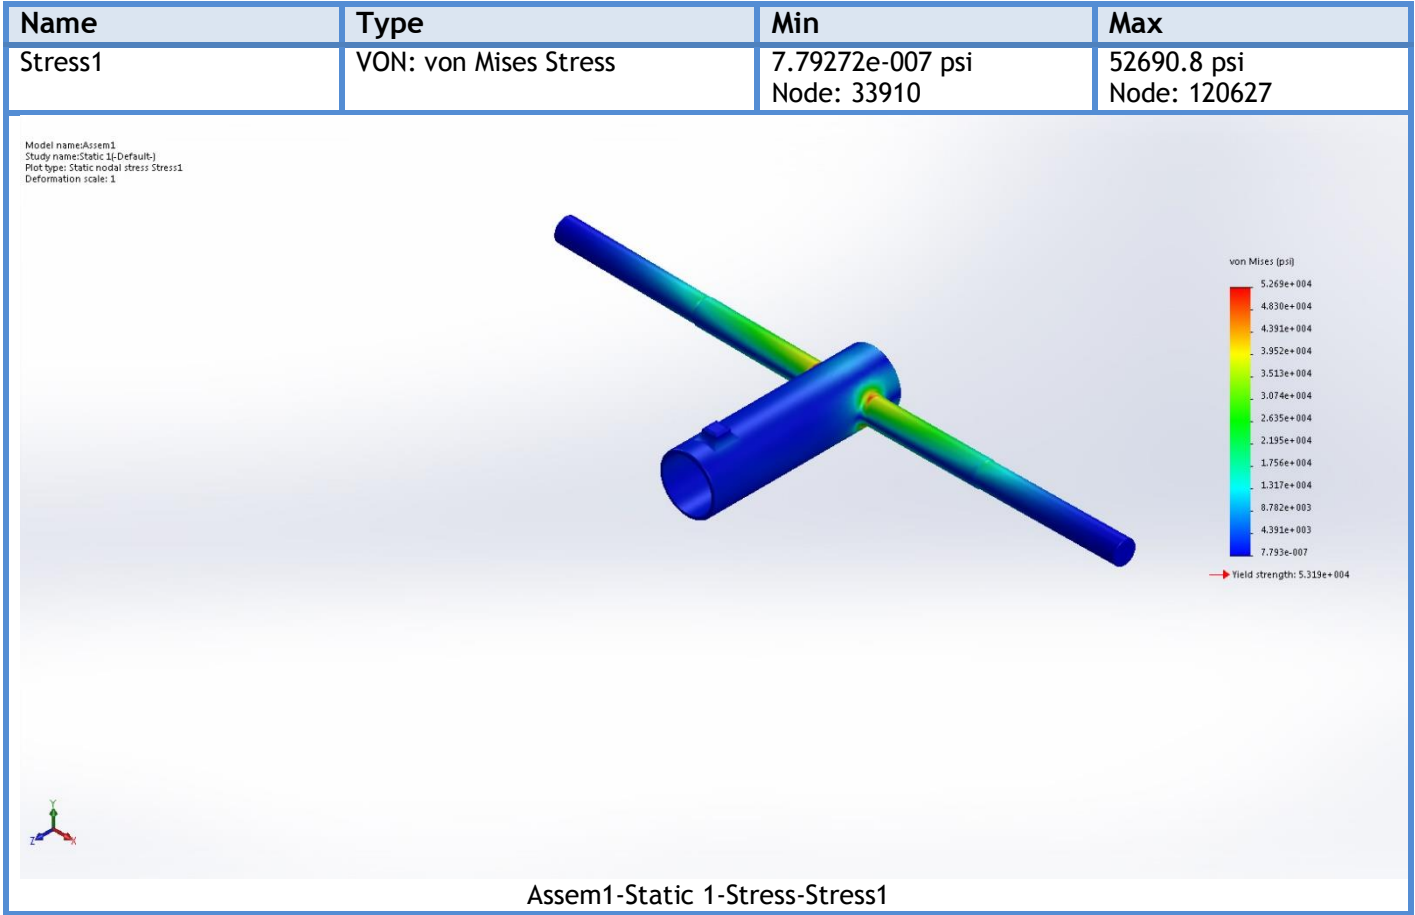 Name Type Min Max
Stress1 VON: von Mises Stress 7.79272e-007 psi 52690.8 psi
Node: 33910 Node: 120627
Model name:Assem1
Study name:Static 1(-Default-)
Plot type: Static nodal stress Stress1
Deformation scale: 1
von Mises (psi)
5.269e+004
4.830e+004
4.391e+004
3.952e+004
3.513e+004
3.074e+004
2.635e+004
2.195e+004
1.756e+004
1.317e+004
8.782e+003
4.391e+003
7.793e-007
Yield strength: 5.319e+004
Y
Z X
Assem1-Static 1-Stress-Stress1